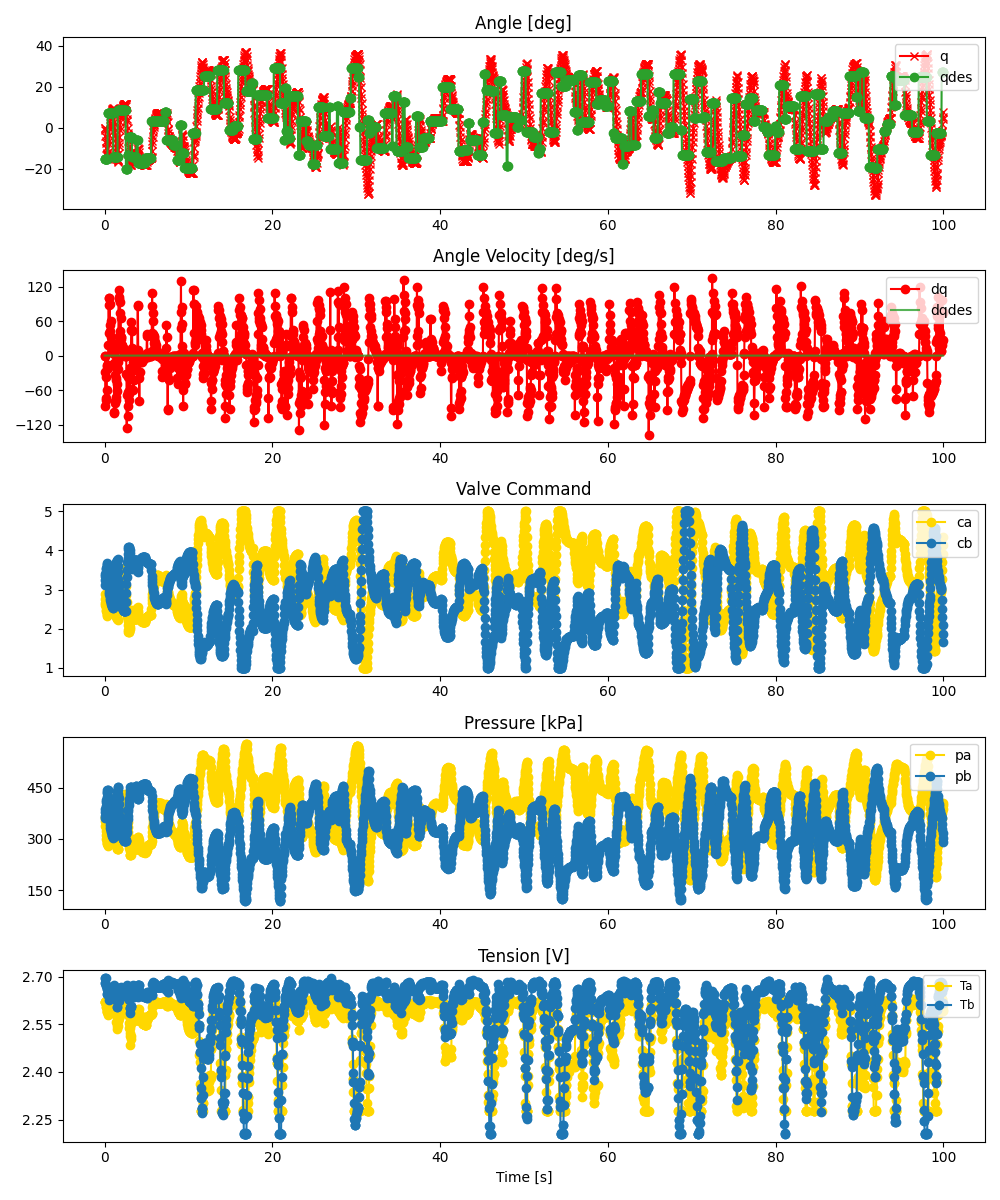 Angle [deg]
40
20
0
−20
q
qdes
0 20 40 60 80 100
Angle Velocity [deg/s]
120
60
0
−60
−120
dq
dqdes
0 20 40 60 80 100
Valve Command
5
4
3
2
1
ca
cb
0 20 40 60 80 100
Pressure [kPa]
450
300
150
pa
pb
0 20 40 60 80 100
Tension [V]
2.70
2.55
2.40
2.25
Ta
Tb
0 20 40 60 80 100
Time [s]